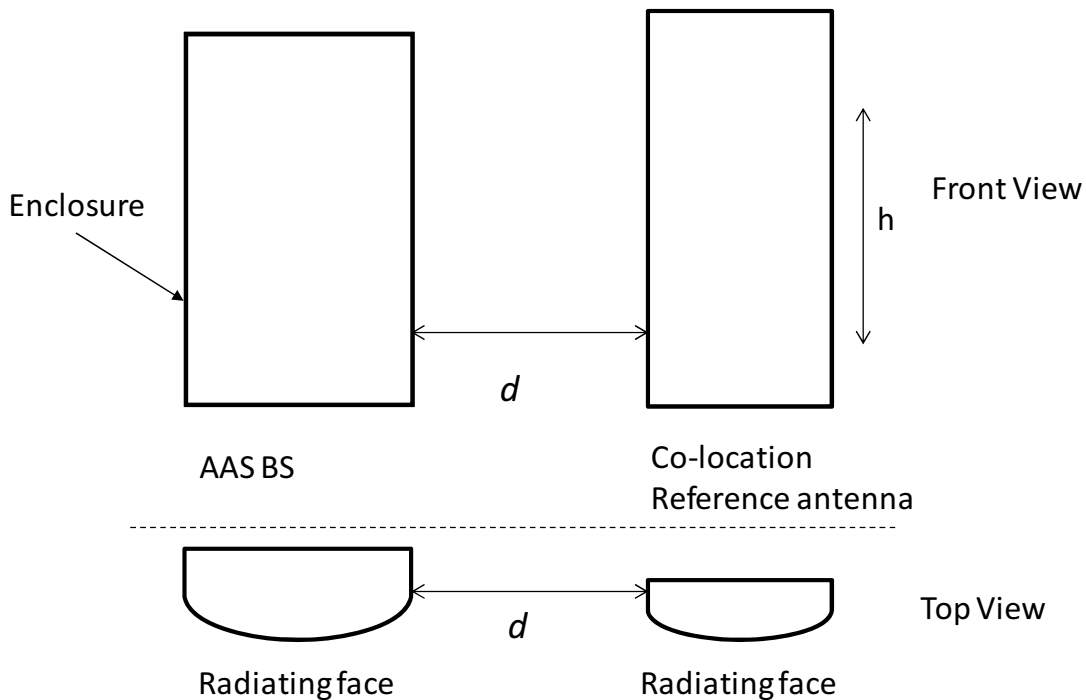 Enclosure
Front View
h
d
AAS BS
Co-location
Reference antenna
d
Top View
Radiating face
Radiating face